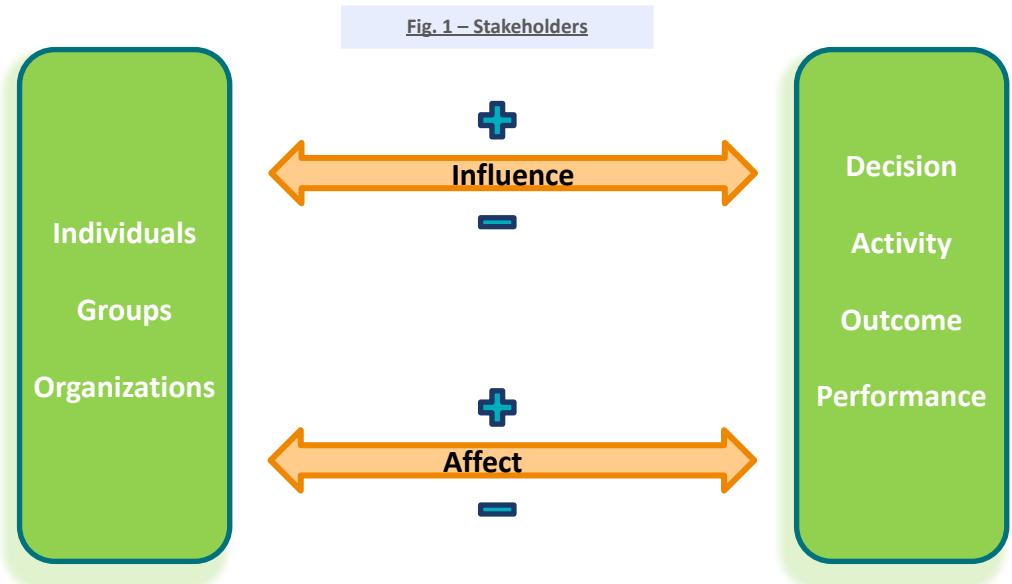 Fig. 1 – Stakeholders
Individuals
Groups
Organizations
Influence
Affect
Decision
Activity
Outcome
Performance